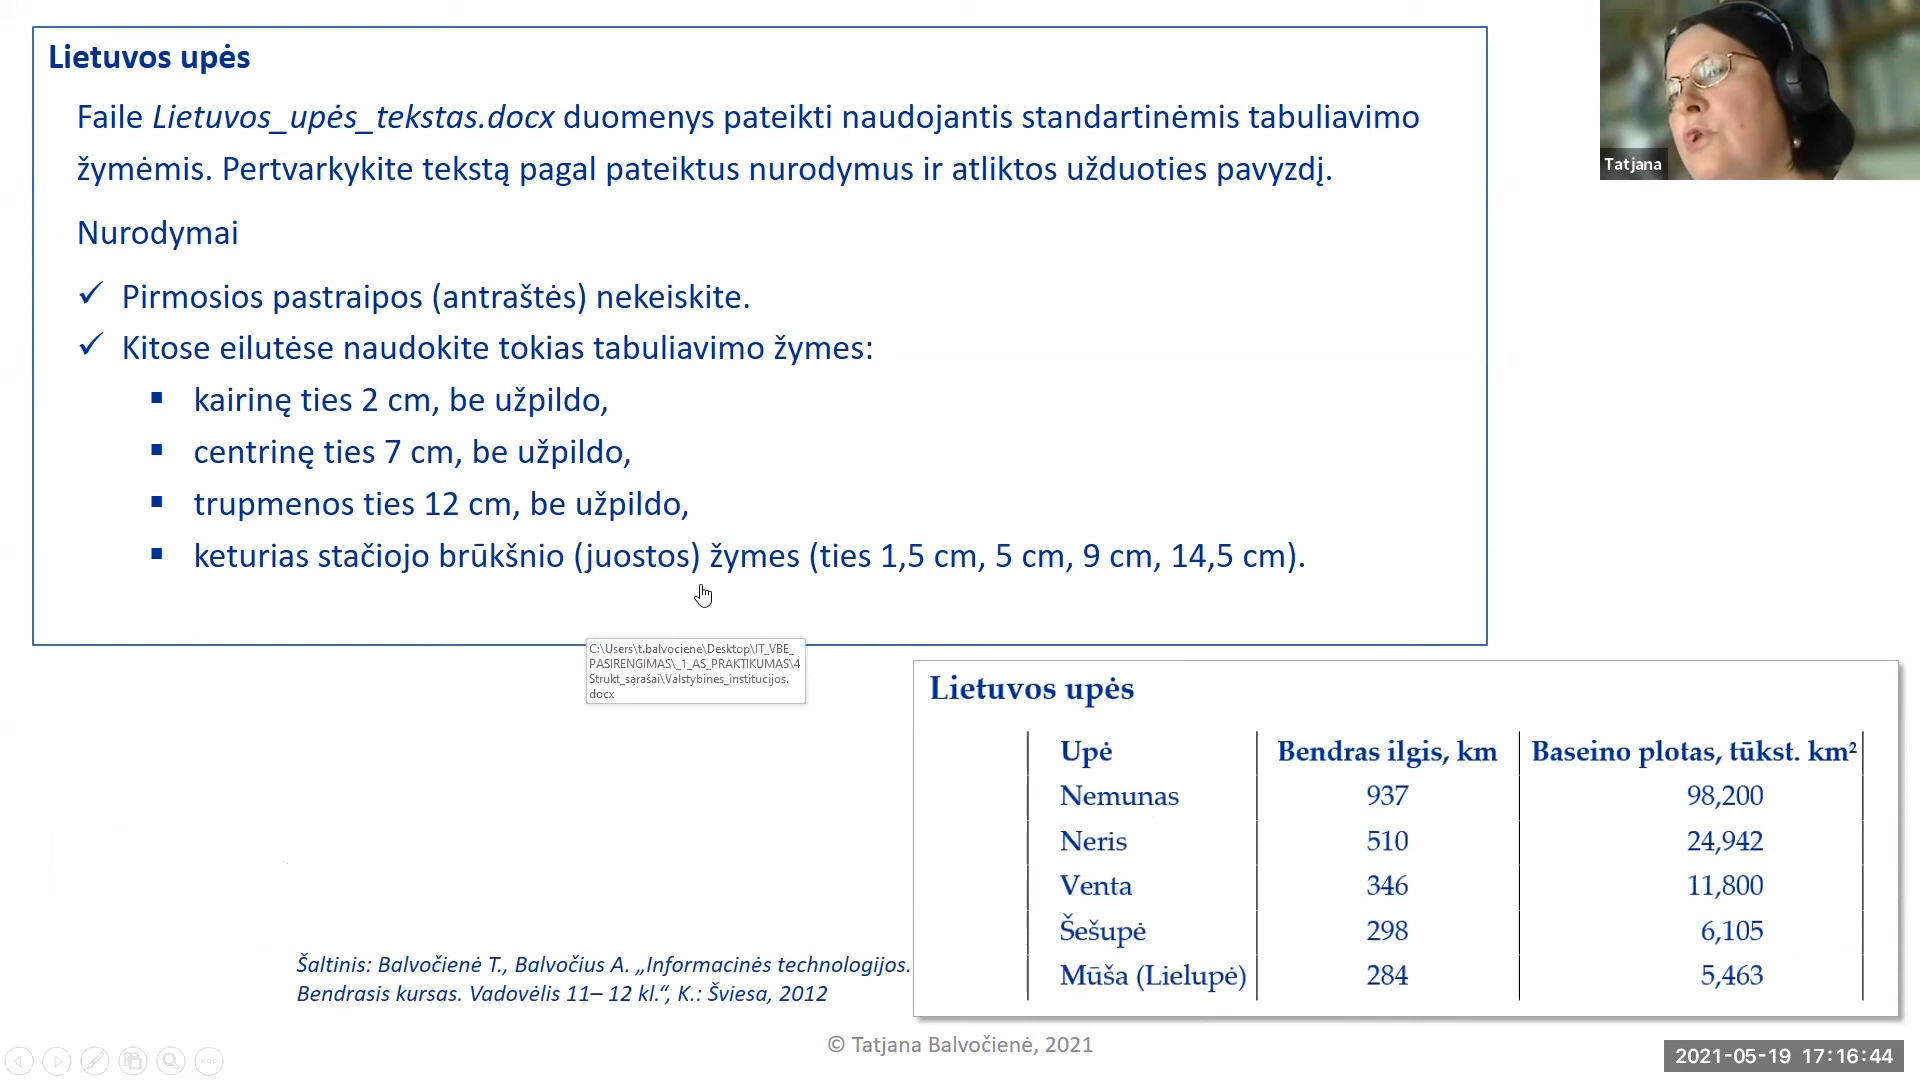 Lietuvos upės
Faile Lietuvos_upės_tekstas.docx duomenys pateikti naudojantis standartinėmis tabuliavimo
žymėmis. Pertvarkykite tekstą pagal pateiktus nurodymus ir atliktos užduoties pavyzdį.
Nurodymai
✓ Pirmosios pastraipos (antraštės) nekeiskite.
✓ Kitose eilutėse naudokite tokias tabuliavimo žymes:
▪ kairinę ties 2 cm, be užpildo,
▪ centrinę ties 7 cm, be užpildo,
▪ trupmenos ties 12 cm, be užpildo,
▪ keturias stačiojo brūkšnio (juostos) žymes (ties 1,5 cm, 5 cm, 9 cm, 14,5 cm).
Tatjana
C:\Users\t.balvociene\Desktop\IT_VBE_
PASIRENGIMAS\_1_AS_PRAKTIKUMAS\4
Strukt_sąrašai\Valstybines_institucijos.
docx
Lietuvos upės
Upė Bendras ilgis, km Baseino plotas, tūkst. km²
Nemunas 937 98,200
Neris 510 24,942
Venta 346 11,800
Šešupė 298 6,105
Mūša (Lielupė) 284 5,463
Šaltinis: Balvočienė T., Balvočius A. „Informacinės technologijos.
Bendrasis kursas. Vadovėlis 11– 12 kl.“, K.: Šviesa, 2012
© Tatjana Balvočienė, 2021
2021-05-19 17:16:44